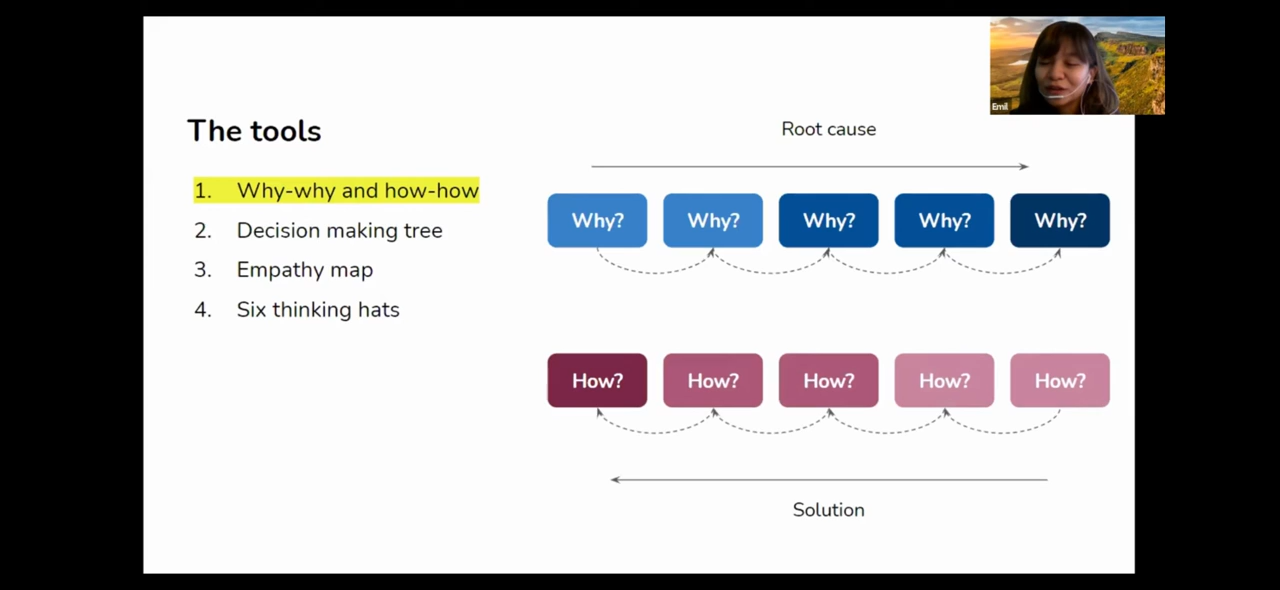 Emil
The tools
1. Why-why and how-how
2. Decision making tree
3. Empathy map
4. Six thinking hats
Root cause
Why? Why? Why? Why? Why?
How? How? How? How? How?
Solution